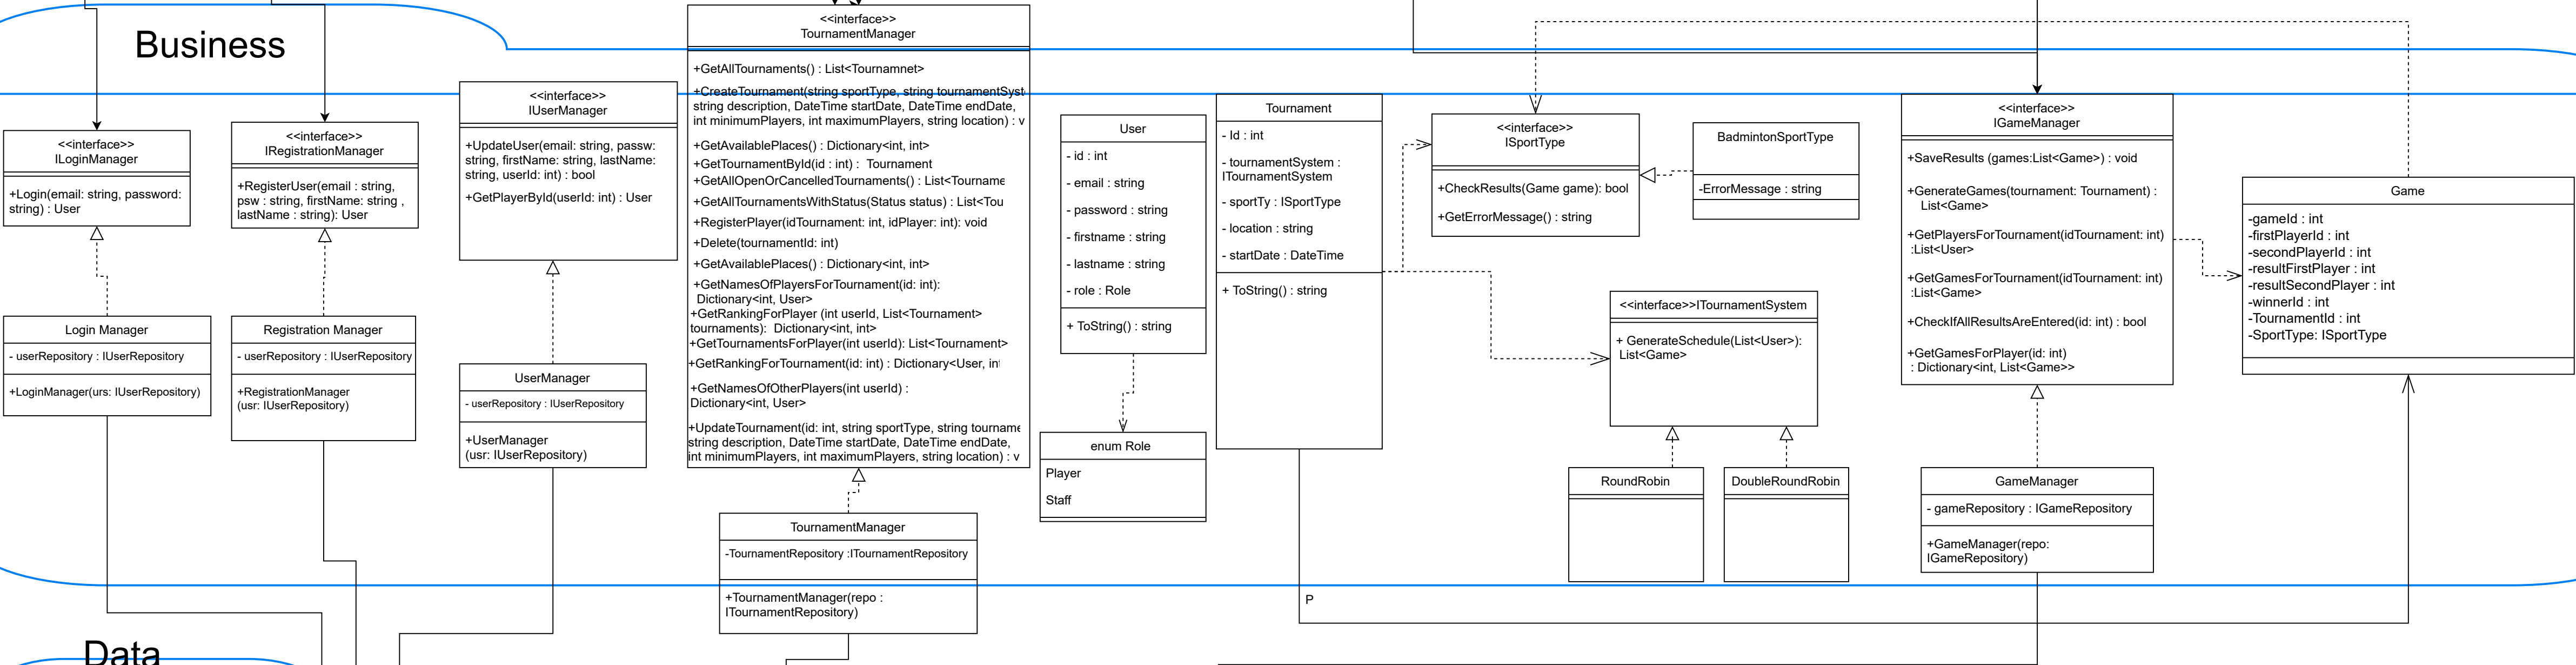 Business
<<interface>>
ILoginManager
+Login(email: string, password:
string) : User
Login Manager
- userRepository : IUserRepository
+LoginManager(urs: IUserRepository)
<<interface>>
IRegistrationManager
+RegisterUser(email : string,
psw : string, firstName: string ,
lastName : string): User
Registration Manager
- userRepository : IUserRepository
+RegistrationManager
(usr: IUserRepository)
<<interface>>
IUserManager
+UpdateUser(email: string, passw:
string, firstName: string, lastName:
string, userId: int) : bool
+GetPlayerById(userId: int) : User
UserManager
- userRepository : IUserRepository
+UserManager
(usr: IUserRepository)
<<interface>>
TournamentManager
+GetAllTournaments() : List<Tournamnet>
+CreateTournament(string sportType, string tournamentSyst
string description, DateTime startDate, DateTime endDate,
int minimumPlayers, int maximumPlayers, string location) : v
+GetAvailablePlaces() : Dictionary<int, int>
+GetTournamentById(id : int) :  Tournament
+GetAllOpenOrCancelledTournaments() : List<Tourname
+GetAllTournamentsWithStatus(Status status) : List<Tou
+RegisterPlayer(idTournament: int, idPlayer: int): void
+Delete(tournamentId: int)
+GetAvailablePlaces() : Dictionary<int, int>
+GetNamesOfPlayersForTournament(id: int):
Dictionary<int, User>
+GetRankingForPlayer (int userId, List<Tournament>
tournaments):  Dictionary<int, int>
+GetTournamentsForPlayer(int userId): List<Tournament>
+GetRankingForTournament(id: int) : Dictionary<User, int
+GetNamesOfOtherPlayers(int userId) :
Dictionary<int, User>
+UpdateTournament(id: int, string sportType, string tourname
string description, DateTime startDate, DateTime endDate,
int minimumPlayers, int maximumPlayers, string location) : v
TournamentManager
-TournamentRepository :ITournamentRepository
+TournamentManager(repo :
ITournamentRepository)
User
- id : int
- email : string
- password : string
- firstname : string
- lastname : string
- role : Role
+ ToString() : string
enum Role
Player
Staff
Tournament
- Id : int
- tournamentSystem :
ITournamentSystem
- sportTy : ISportType
- location : string
- startDate : DateTime
+ ToString() : string
<<interface>>
ISportType
+CheckResults(Game game): bool
+GetErrorMessage() : string
BadmintonSportType
-ErrorMessage : string
<<interface>>ITournamentSystem
+ GenerateSchedule(List<User>):
List<Game>
RoundRobin
DoubleRoundRobin
<<interface>>
IGameManager
+SaveResults (games:List<Game>) : void
+GenerateGames(tournament: Tournament) :
List<Game>
+GetPlayersForTournament(idTournament: int)
:List<User>
+GetGamesForTournament(idTournament: int)
:List<Game>
+CheckIfAllResultsAreEntered(id: int) : bool
+GetGamesForPlayer(id: int)
: Dictionary<int, List<Game>>
GameManager
- gameRepository : IGameRepository
+GameManager(repo:
IGameRepository)
Game
-gameId : int
-firstPlayerId : int
-secondPlayerId : int
-resultFirstPlayer : int
-resultSecondPlayer : int
-winnerId : int
-TournamentId : int
-SportType: ISportType
P
Data